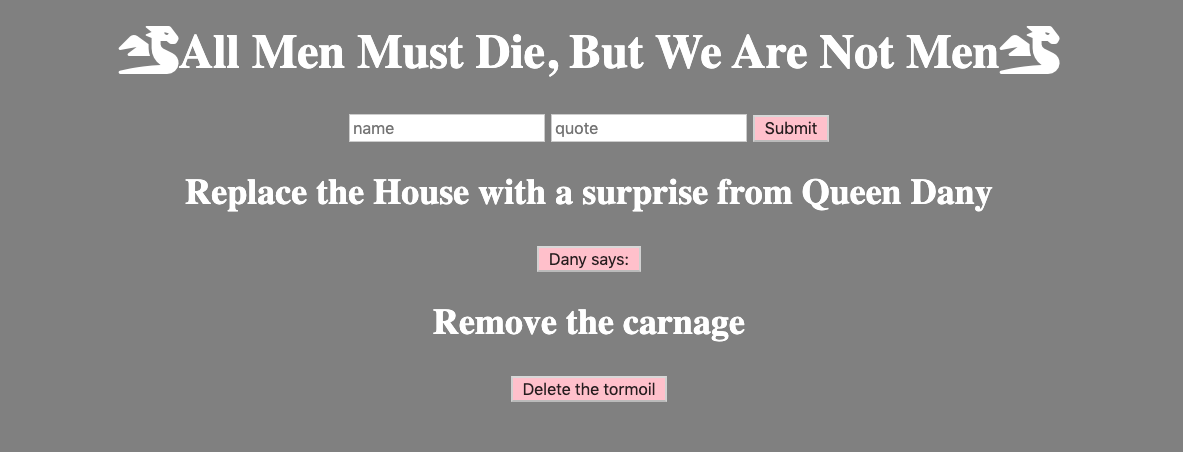 All Men Must Die, But We Are Not Men
name quote Submit
Replace the House with a surprise from Queen Dany
Dany says:
Remove the carnage
Delete the tormoil